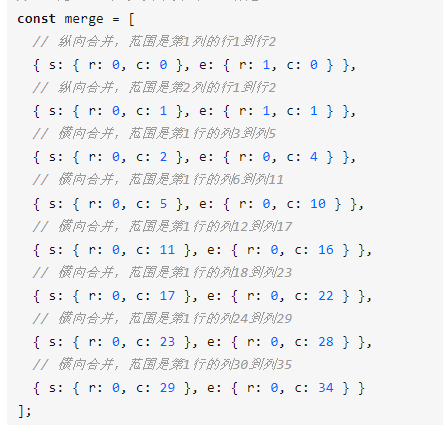 const merge = [
// 纵向合并，范围是第1列的行1到行2
{ s: { r: 0, c: 0 }, e: { r: 1, c: 0 } },
// 纵向合并，范围是第2列的行1到行2
{ s: { r: 0, c: 1 }, e: { r: 1, c: 1 } },
// 横向合并，范围是第1行的列3到列5
{ s: { r: 0, c: 2 }, e: { r: 0, c: 4 } },
// 横向合并，范围是第1行的列6到列11
{ s: { r: 0, c: 5 }, e: { r: 0, c: 10 } },
// 横向合并，范围是第1行的列12到列17
{ s: { r: 0, c: 11 }, e: { r: 0, c: 16 } },
// 横向合并，范围是第1行的列18到列23
{ s: { r: 0, c: 17 }, e: { r: 0, c: 22 } },
// 横向合并，范围是第1行的列24到列29
{ s: { r: 0, c: 23 }, e: { r: 0, c: 28 } },
// 横向合并，范围是第1行的列30到列35
{ s: { r: 0, c: 29 }, e: { r: 0, c: 34 } }
];